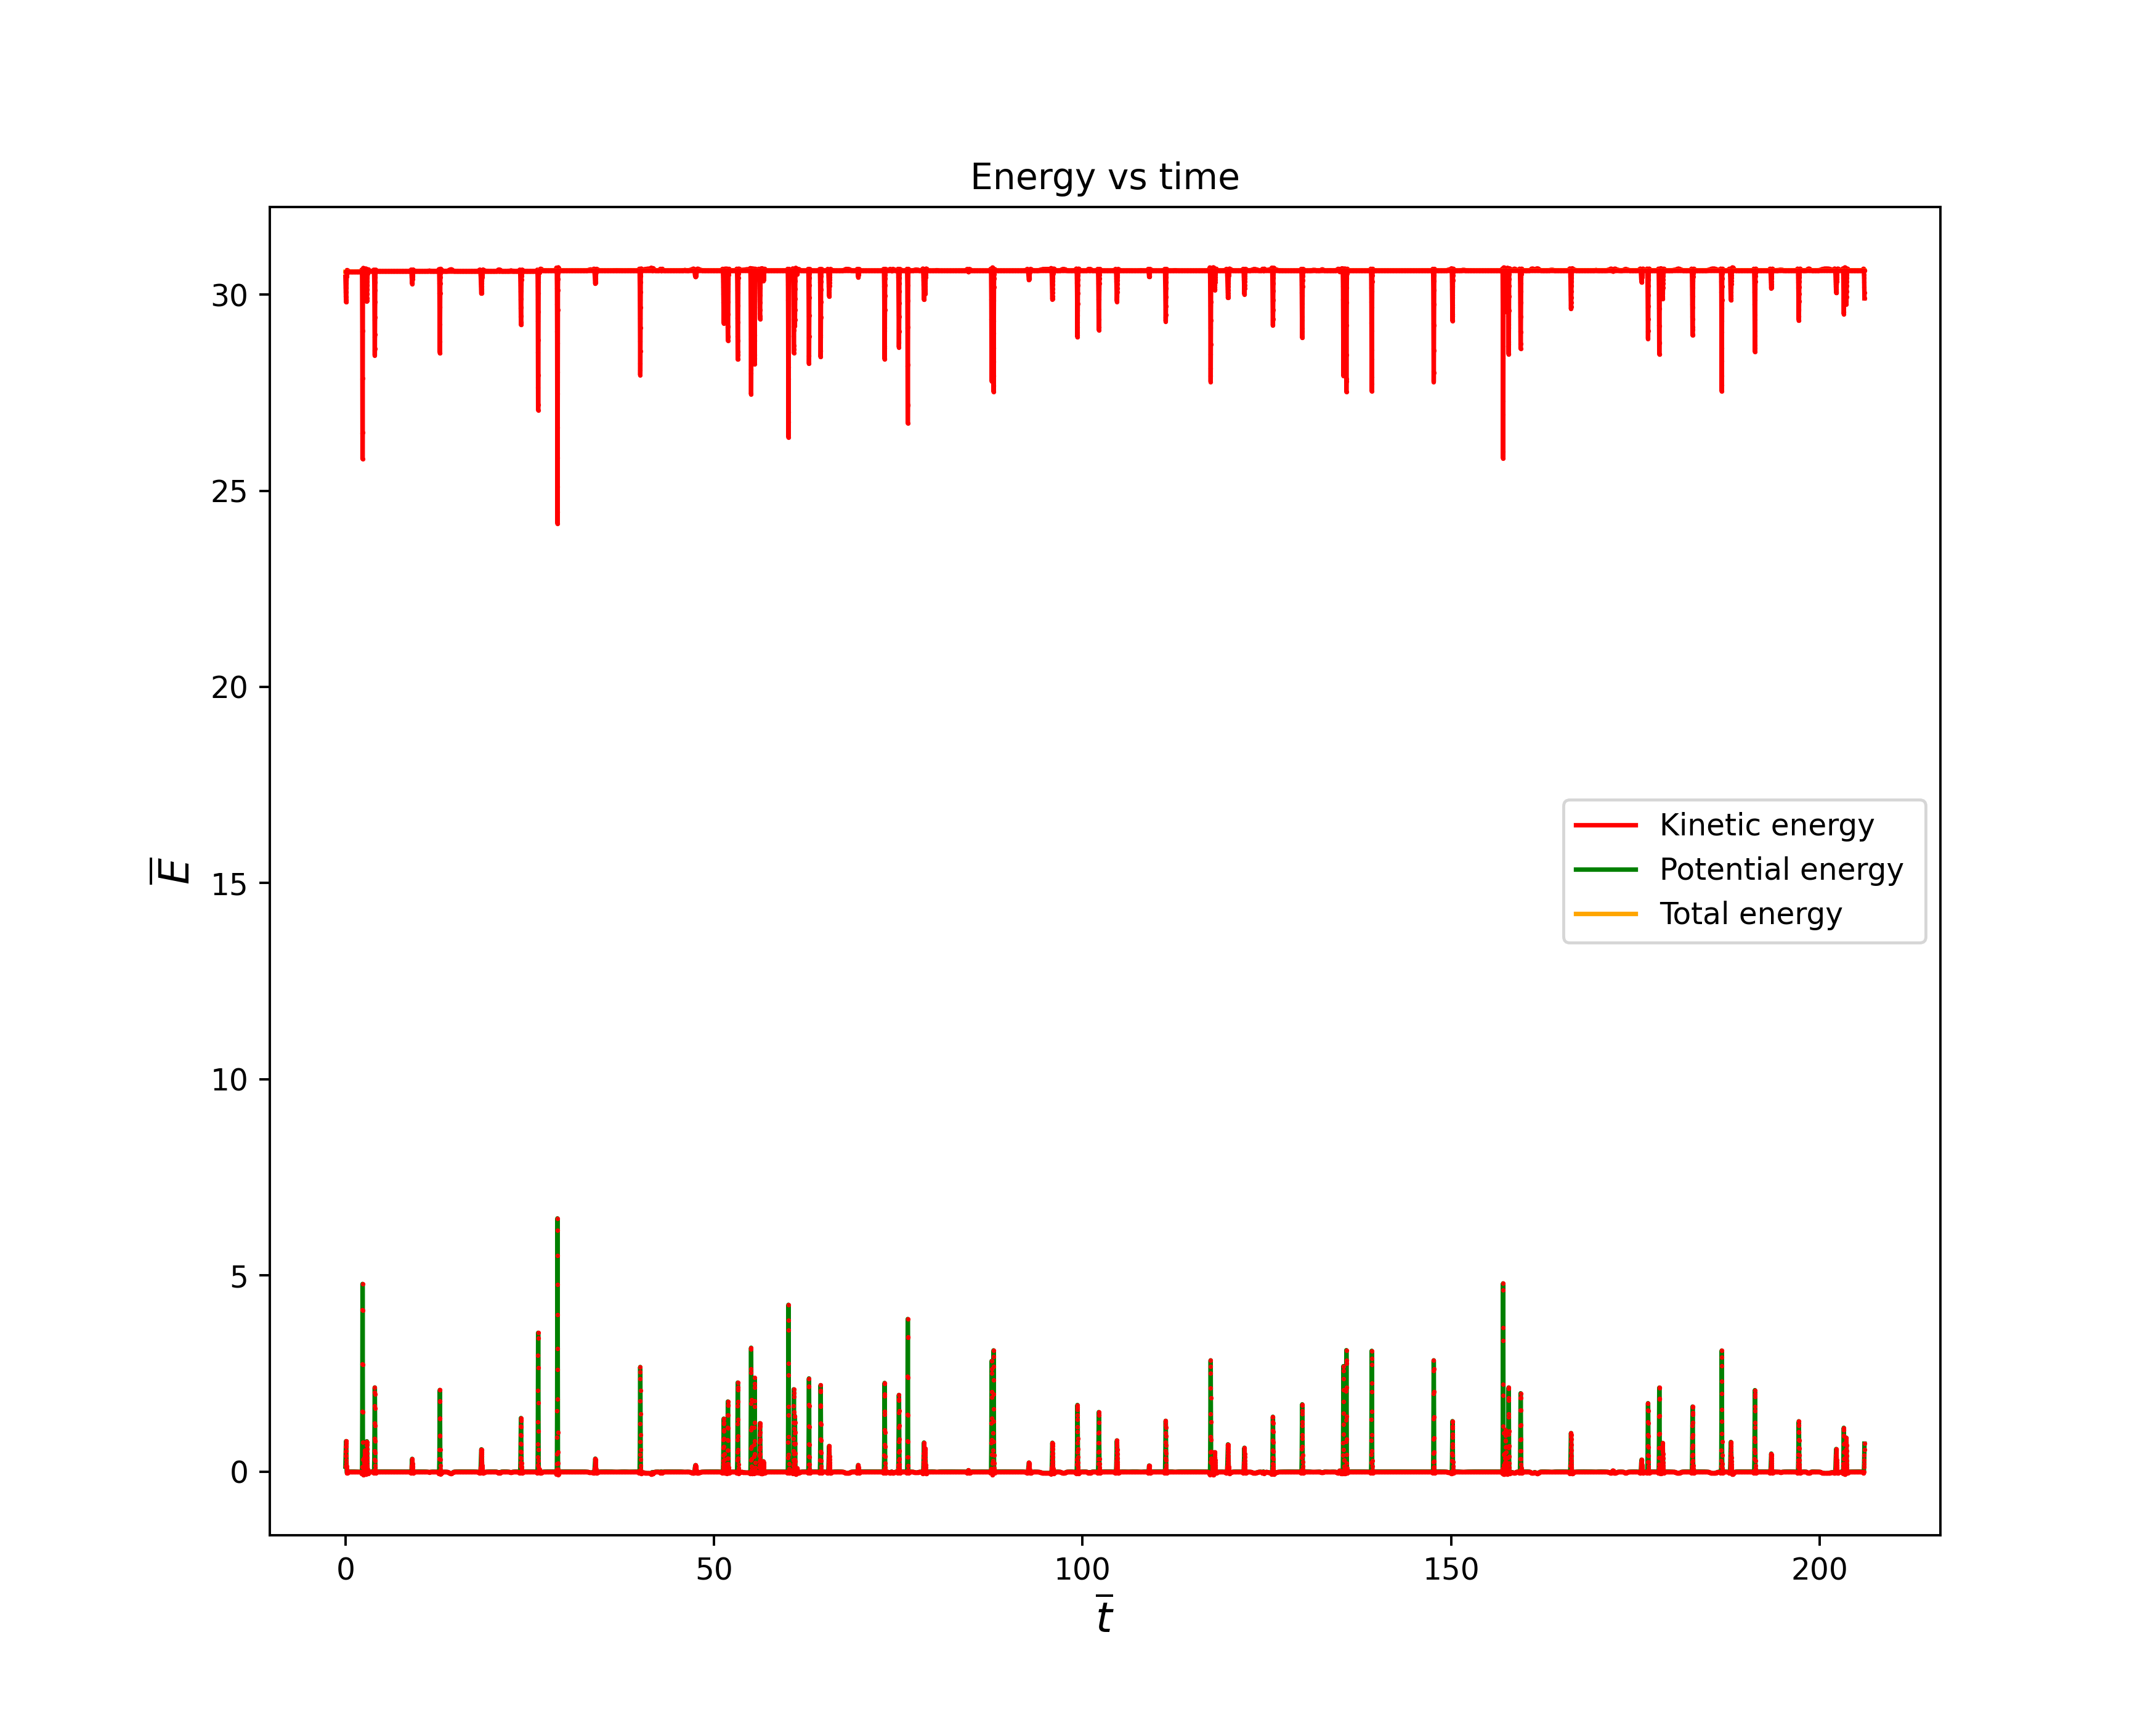 Energy vs time
30
25
20
15
10
5
0
E̅
Kinetic energy
Potential energy
Total energy
0 50 100 150 200
t̅